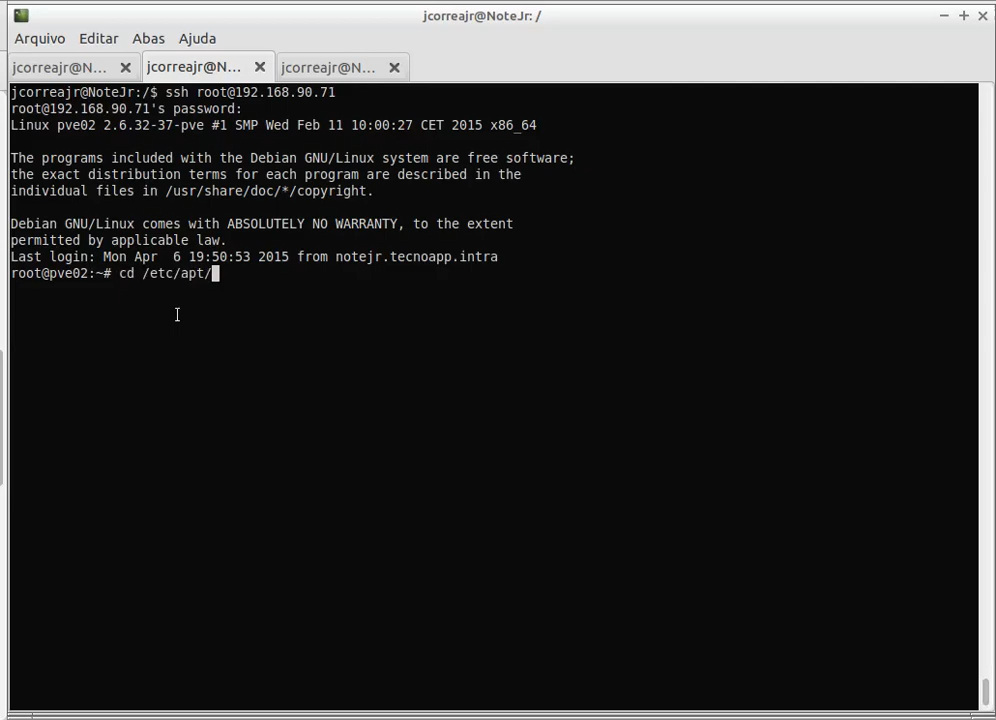 jcorreajr@NoteJr: /
Arquivo Editar Abas Ajuda
jcorreajr@N... jcorreajr@N... jcorreajr@N...
jcorreajr@NoteJr:/$ ssh root@192.168.90.71
root@192.168.90.71's password:
Linux pve02 2.6.32-37-pve #1 SMP Wed Feb 11 10:00:27 CET 2015 x86_64
The programs included with the Debian GNU/Linux system are free software;
the exact distribution terms for each program are described in the
individual files in /usr/share/doc/*/copyright.
Debian GNU/Linux comes with ABSOLUTELY NO WARRANTY, to the extent
permitted by applicable law.
Last login: Mon Apr  6 19:50:53 2015 from notejr.tecnoapp.intra
root@pve02:~# cd /etc/apt/